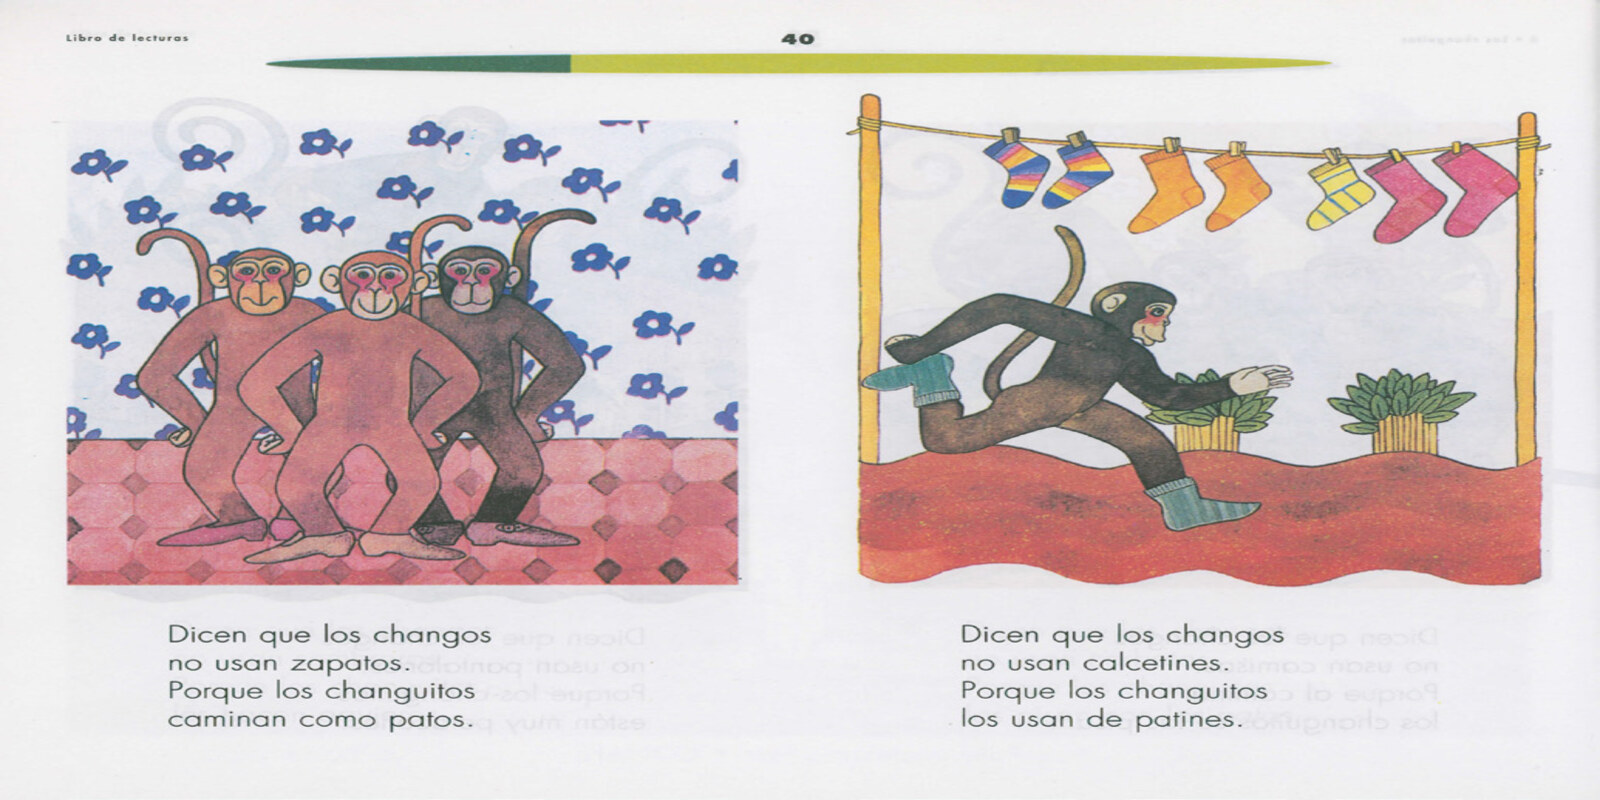 Libro de lecturas
40
Dicen que los changos
no usan zapatos.
Porque los changuitos
caminan como patos.
Dicen que los changos
no usan calcetines.
Porque los changuitos
los usan de patines.